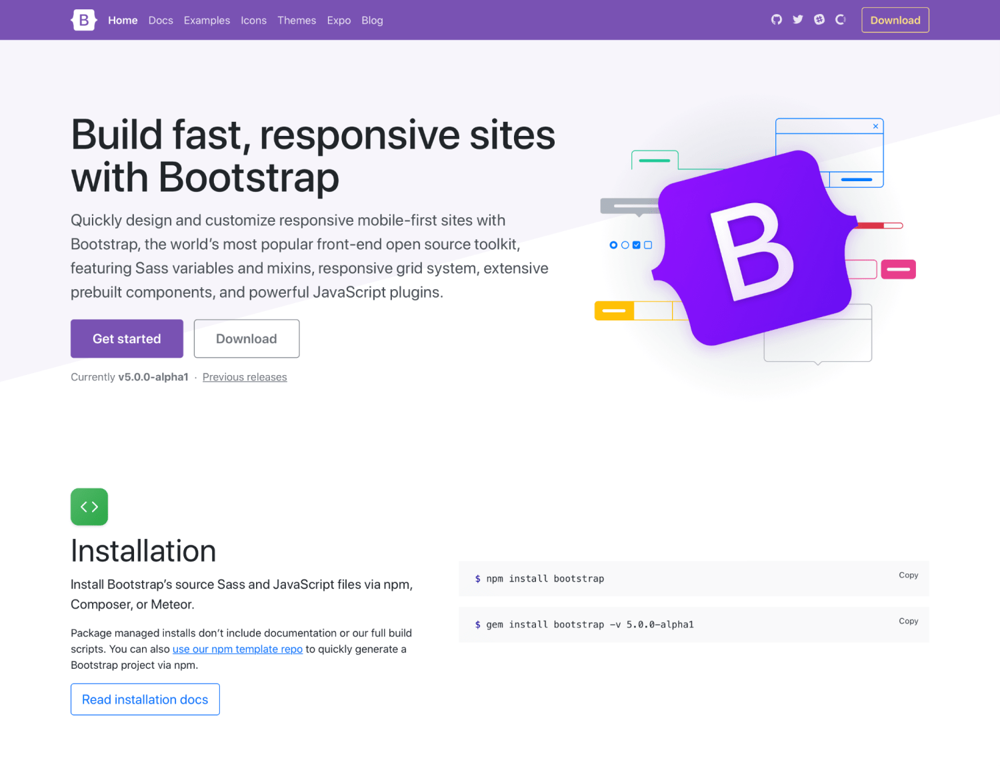 B Home Docs Examples Icons Themes Expo Blog Download
Build fast, responsive sites
with Bootstrap
Quickly design and customize responsive mobile-first sites with
Bootstrap, the world’s most popular front-end open source toolkit,
featuring Sass variables and mixins, responsive grid system, extensive
prebuilt components, and powerful JavaScript plugins.
Get started Download
Currently v5.0.0-alpha1 · Previous releases
B
Installation
Install Bootstrap’s source Sass and JavaScript files via npm,
Composer, or Meteor.
Package managed installs don’t include documentation or our full build
scripts. You can also use our npm template repo to quickly generate a
Bootstrap project via npm.
Read installation docs
$ npm install bootstrap Copy
$ gem install bootstrap -v 5.0.0-alpha1 Copy